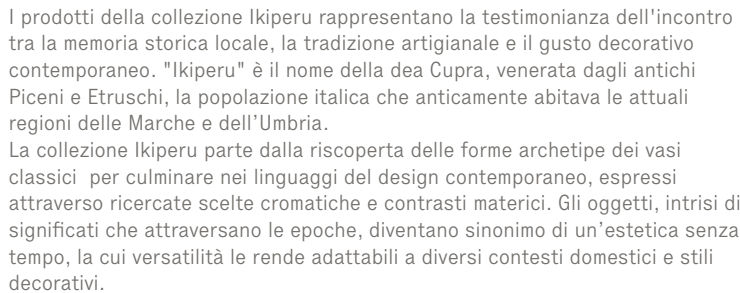 I prodotti della collezione Ikiperu rappresentano la testimonianza dell'incontro
tra la memoria storica locale, la tradizione artigianale e il gusto decorativo
contemporaneo. "Ikiperu" è il nome della dea Cupra, venerata dagli antichi
Piceni e Etruschi, la popolazione italica che anticamente abitava le attuali
regioni delle Marche e dell’Umbria.
La collezione Ikiperu parte dalla riscoperta delle forme archetipe dei vasi
classici  per culminare nei linguaggi del design contemporaneo, espressi
attraverso ricercate scelte cromatiche e contrasti materici. Gli oggetti, intrisi di
significati che attraversano le epoche, diventano sinonimo di un’estetica senza
tempo, la cui versatilità le rende adattabili a diversi contesti domestici e stili
decorativi.